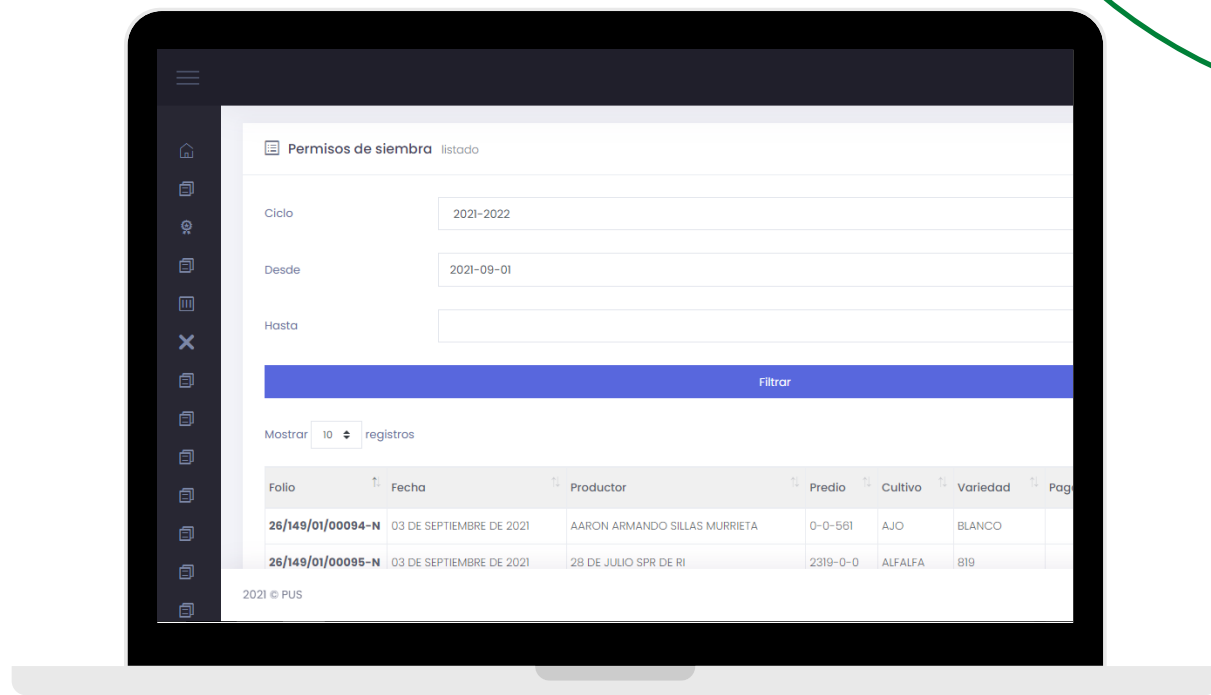 Permisos de siembra listado
Ciclo 2021-2022
Desde 2021-09-01
Hasta
Filtrar
Mostrar 10 registros
Folio Fecha Productor Predio Cultivo Variedad
26/149/01/00094-N 03 DE SEPTIEMBRE DE 2021 AARON ARMANDO SILLAS MURRIETA 0-0-561 AJO BLANCO
26/149/01/00095-N 03 DE SEPTIEMBRE DE 2021 28 DE JULIO SPR DE RI 2319-0-0 ALFALFA 819
2021 © PUS